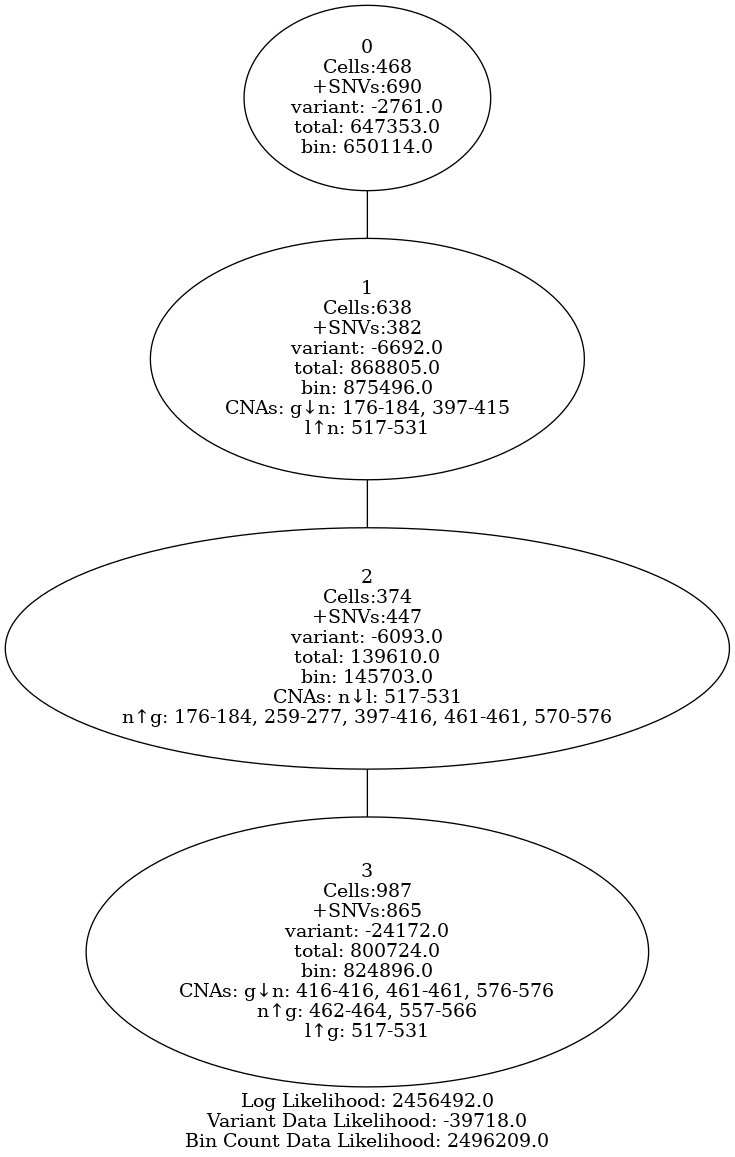 0
Cells:468
+SNVs:690
variant: -2761.0
total: 647353.0
bin: 650114.0
1
Cells:638
+SNVs:382
variant: -6692.0
total: 868805.0
bin: 875496.0
CNAs: g↓n: 176-184, 397-415
l↑n: 517-531
2
Cells:374
+SNVs:447
variant: -6093.0
total: 139610.0
bin: 145703.0
CNAs: n↓l: 517-531
n↑g: 176-184, 259-277, 397-416, 461-461, 570-576
3
Cells:987
+SNVs:865
variant: -24172.0
total: 800724.0
bin: 824896.0
CNAs: g↓n: 416-416, 461-461, 576-576
n↑g: 462-464, 557-566
l↑g: 517-531
Log Likelihood: 2456492.0
Variant Data Likelihood: -39718.0
Bin Count Data Likelihood: 2496209.0